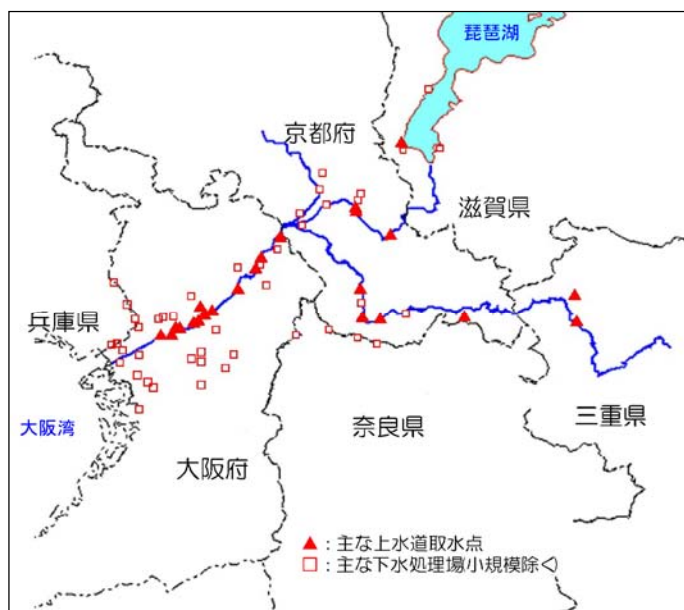 琵琶湖
京都府
滋賀県
兵庫県
大阪湾
大阪府
奈良県
三重県
▲ : 主な上水道取水点
□ : 主な下水処理場小規模除く